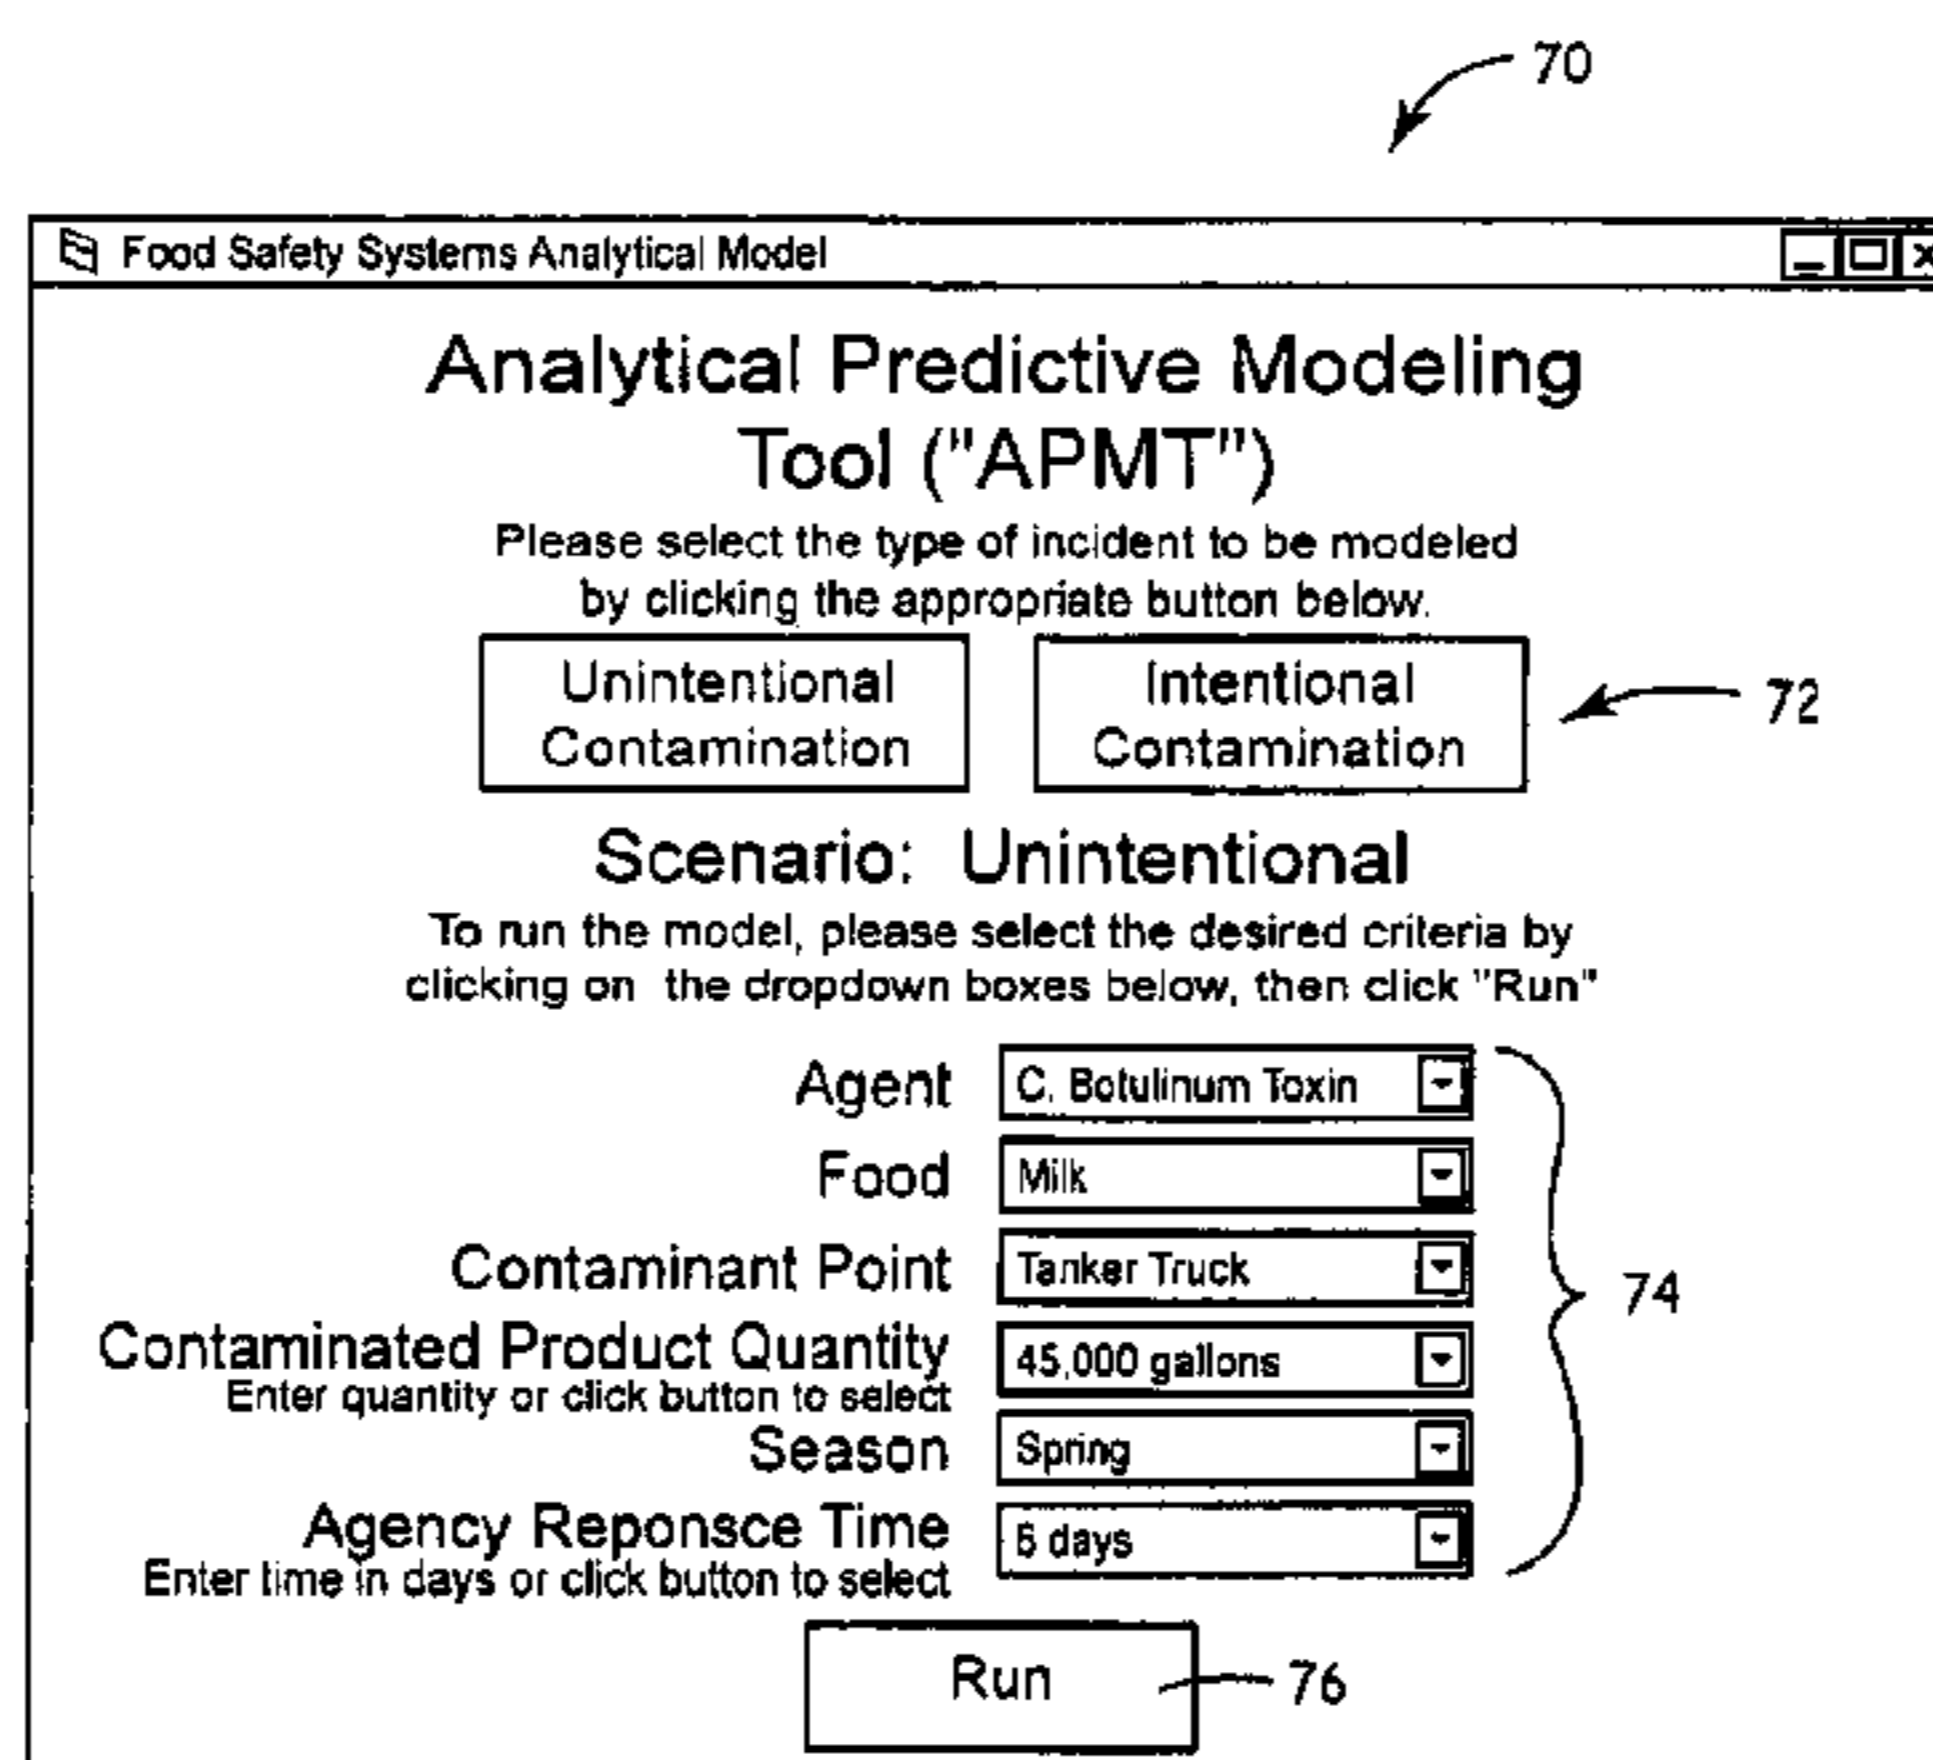 70
Food Safety Systems Analytical Model
Analytical Predictive Modeling
Tool ("APMT")
Please select the type of incident to be modeled
by clicking the appropriate button below.
Unintentional Contamination
Intentional Contamination
72
Scenario: Unintentional
To run the model, please select the desired criteria by
clicking on the dropdown boxes below, then click "Run"
Agent C. Botulinum Toxin
Food Milk
Contaminant Point Tanker Truck
74
Contaminated Product Quantity 45,000 gallons
Enter quantity or click button to select
Season Spring
Agency Reponsce Time days
Enter time in days or click button to select
Run 76